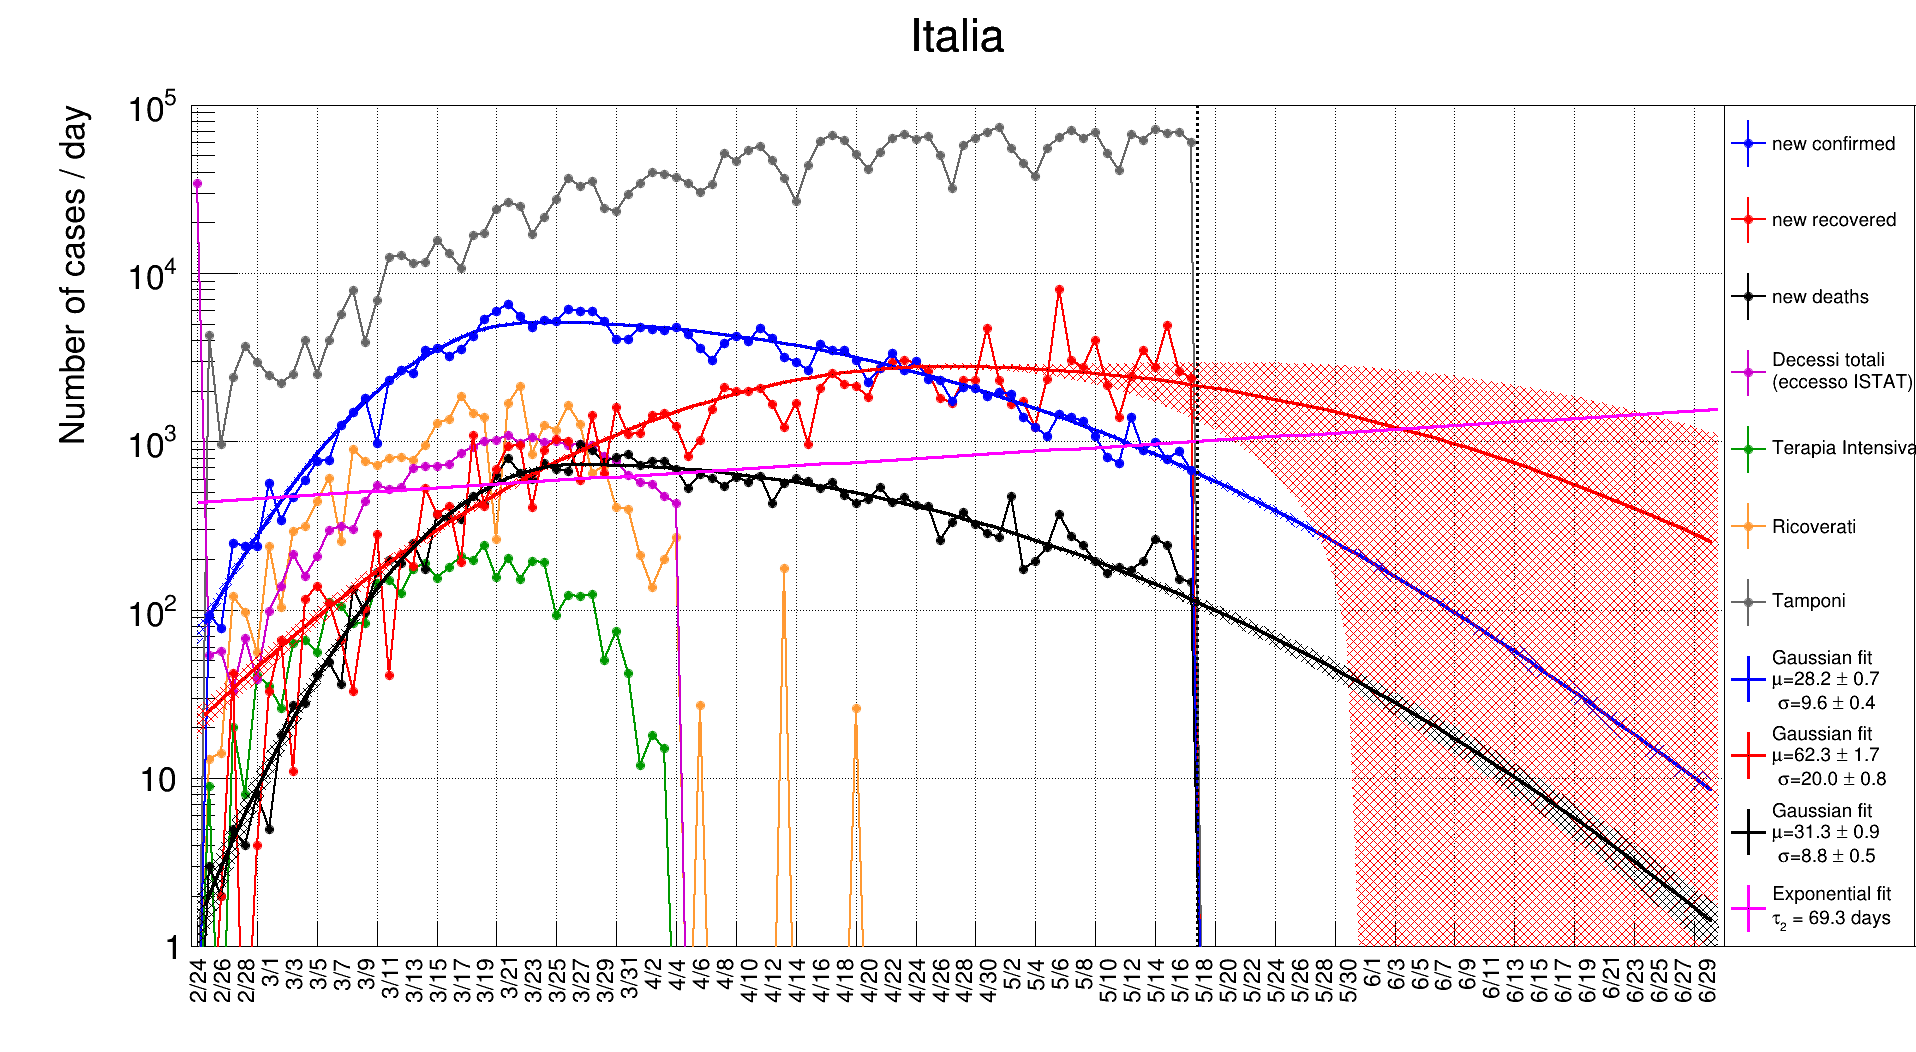 Italia
Number of cases / day
10^5
10^4
10^3
10^2
10
1
2/24 2/26 2/28 3/1 3/3 3/5 3/7 3/9 3/11 3/13 3/15 3/17 3/19 3/21 3/23 3/25 3/27 3/29 3/31 4/2 4/4 4/6 4/8 4/10 4/12 4/14 4/16 4/18 4/20 4/22 4/24 4/26 4/28 4/30 5/2 5/4 5/6 5/8 5/10 5/12 5/14 5/16 5/18 5/20 5/22 5/24 5/26 5/28 5/30 6/1 6/3 6/5 6/7 6/9 6/11 6/13 6/15 6/17 6/19 6/21 6/23 6/25 6/27 6/29
new confirmed
new recovered
new deaths
Decessi totali
(eccesso ISTAT)
Terapia Intensiva
Ricoverati
Tamponi
Gaussian fit
μ=28.2 ± 0.7
σ=9.6 ± 0.4
Gaussian fit
μ=62.3 ± 1.7
σ=20.0 ± 0.8
Gaussian fit
μ=31.3 ± 0.9
σ=8.8 ± 0.5
Exponential fit
τ₂ = 69.3 days